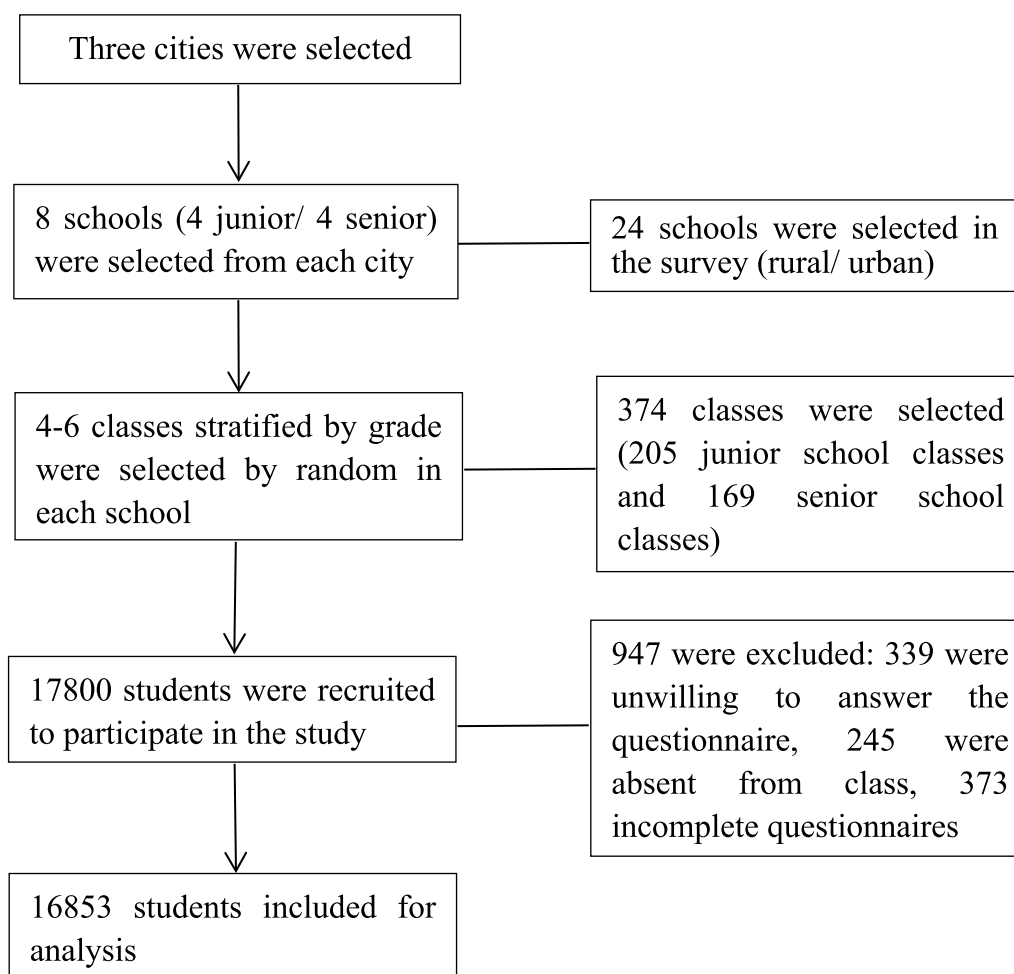 Three cities were selected
8 schools (4 junior/ 4 senior)
were selected from each city
24 schools were selected in
the survey (rural/ urban)
4-6 classes stratified by grade
were selected by random in
each school
374 classes were selected
(205 junior school classes
and 169 senior school
classes)
17800 students were recruited
to participate in the study
947 were excluded: 339 were
unwilling to answer the
questionnaire, 245 were
absent from class, 373
incomplete questionnaires
16853 students included for
analysis